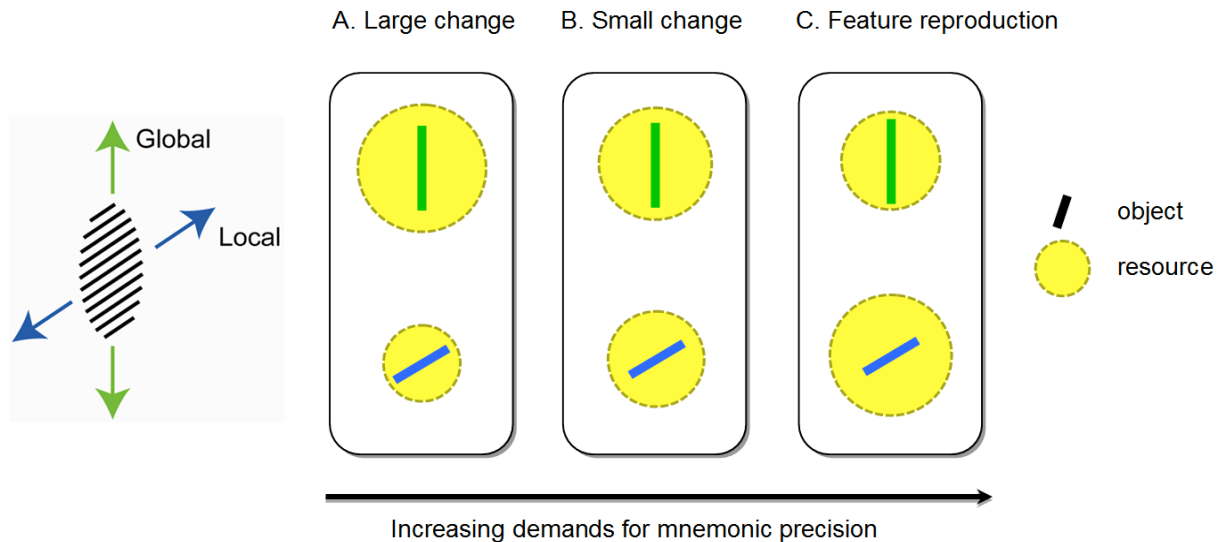 A. Large change
B. Small change
C. Feature reproduction
Global
Local
object
resource
Increasing demands for mnemonic precision